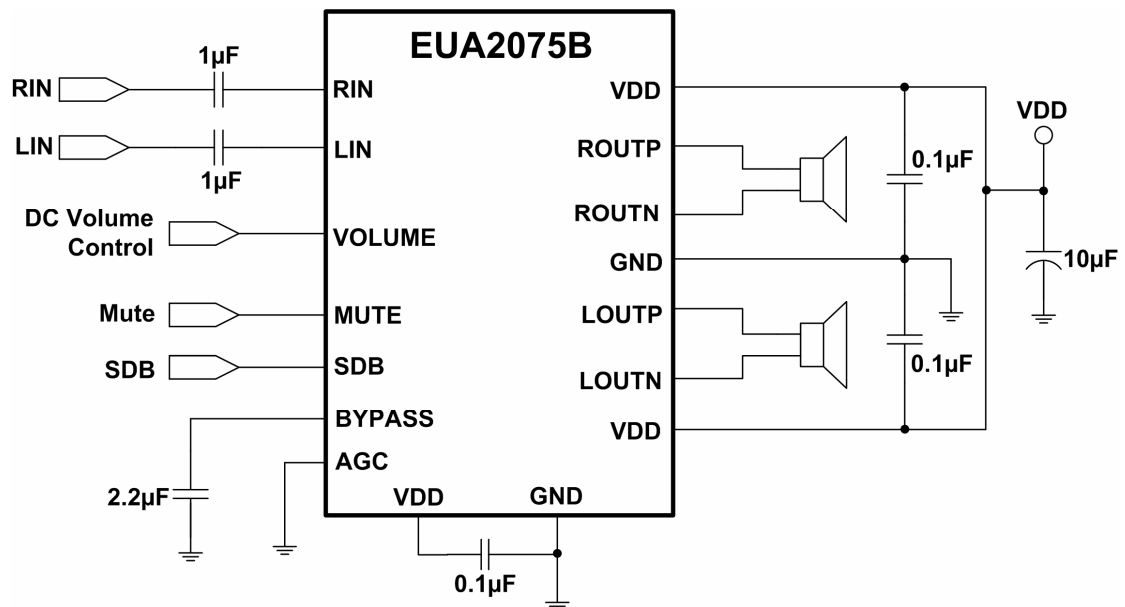 EUA2075B
1µF
RIN
RIN
VDD
VDD
LIN
LIN
ROUTP
0.1µF
1µF
DC Volume
Control
VOLUME
ROUTN
GND
10µF
Mute
MUTE
LOUTP
SDB
SDB
LOUTN
0.1µF
BYPASS
VDD
AGC
2.2µF
VDD
GND
0.1µF